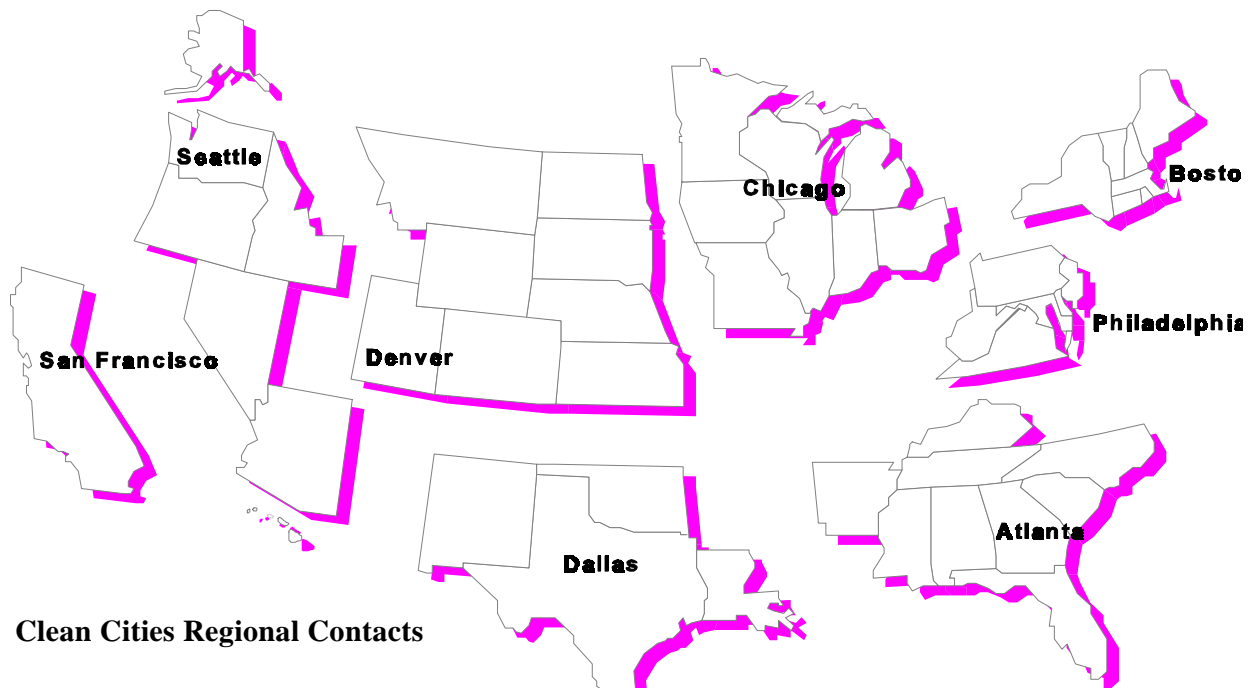 Seattle
Chicago
Bosto
Philadelphia
San Francisco
Denver
Atlanta
Dallas
Clean Cities Regional Contacts